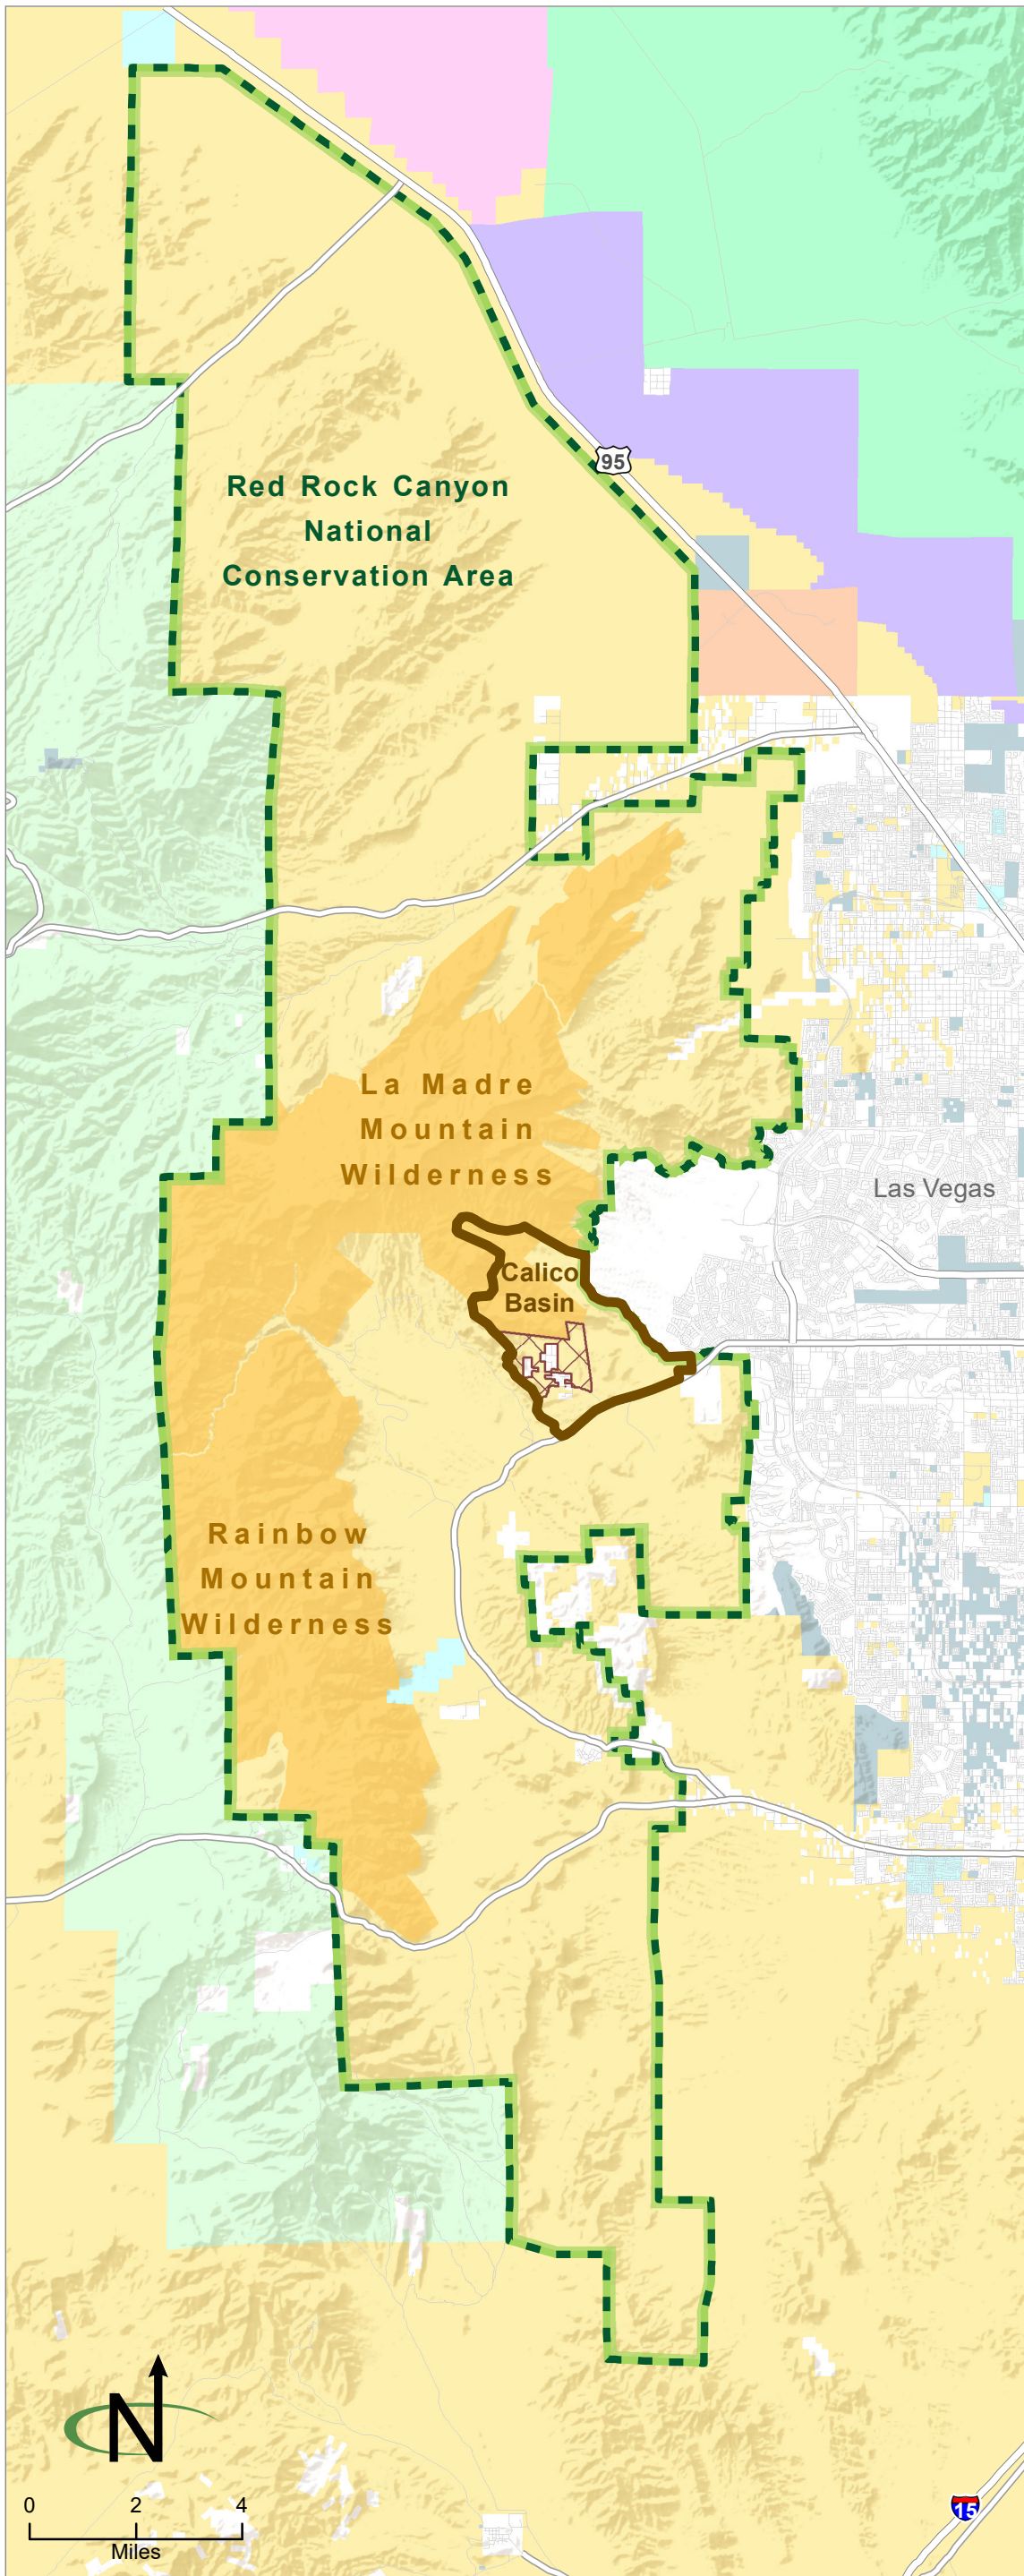 95
Red Rock Canyon
National
Conservation Area
La Madre
Mountain
Wilderness
Las Vegas
Calico
Basin
Rainbow
Mountain
Wilderness
N
0 2 4
Miles
15